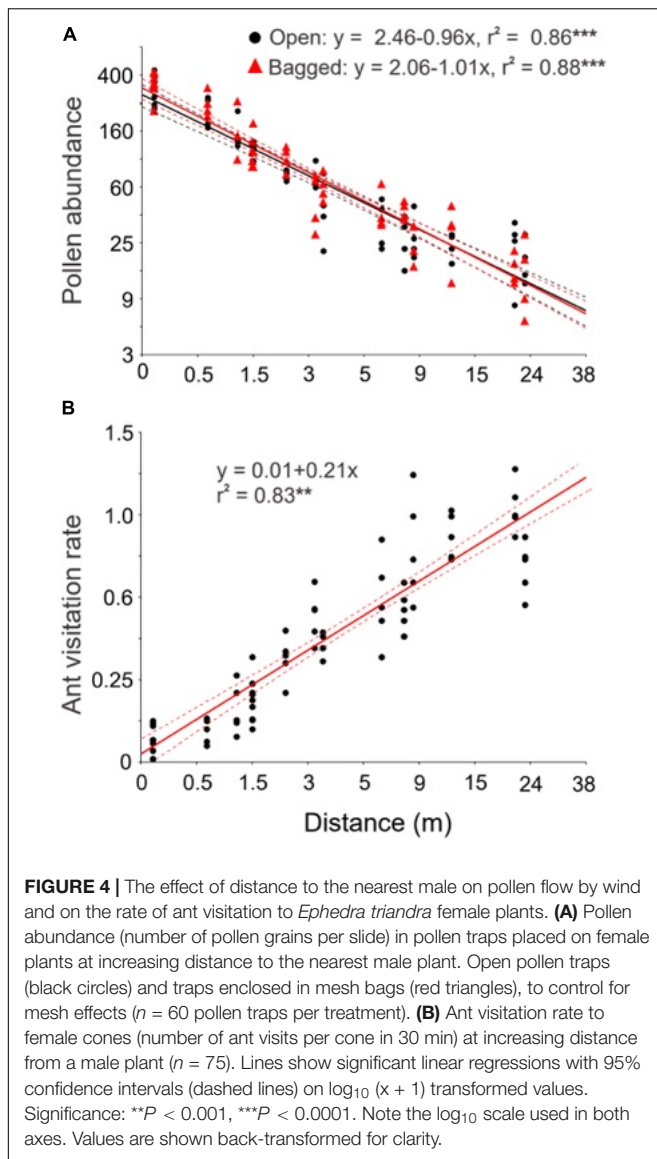 A
Open: y = 2.46-0.96x, r² = 0.86***
Bagged: y = 2.06-1.01x, r² = 0.88***
Pollen abundance
400
160
60
25
9
3
0 0.5 1.5 3 5 9 15 24 38
B
y = 0.01+0.21x
r² = 0.83**
Ant visitation rate
1.5
1.0
0.6
0.25
0
0 0.5 1.5 3 5 9 15 24 38
Distance (m)
FIGURE 4 | The effect of distance to the nearest male on pollen flow by wind
and on the rate of ant visitation to Ephedra triandra female plants. (A) Pollen
abundance (number of pollen grains per slide) in pollen traps placed on female
plants at increasing distance to the nearest male plant. Open pollen traps
(black circles) and traps enclosed in mesh bags (red triangles), to control for
mesh effects (n = 60 pollen traps per treatment). (B) Ant visitation rate to
female cones (number of ant visits per cone in 30 min) at increasing distance
from a male plant (n = 75). Lines show significant linear regressions with 95%
confidence intervals (dashed lines) on log₁₀ (x + 1) transformed values.
Significance: **P < 0.001, ***P < 0.0001. Note the log₁₀ scale used in both
axes. Values are shown back-transformed for clarity.